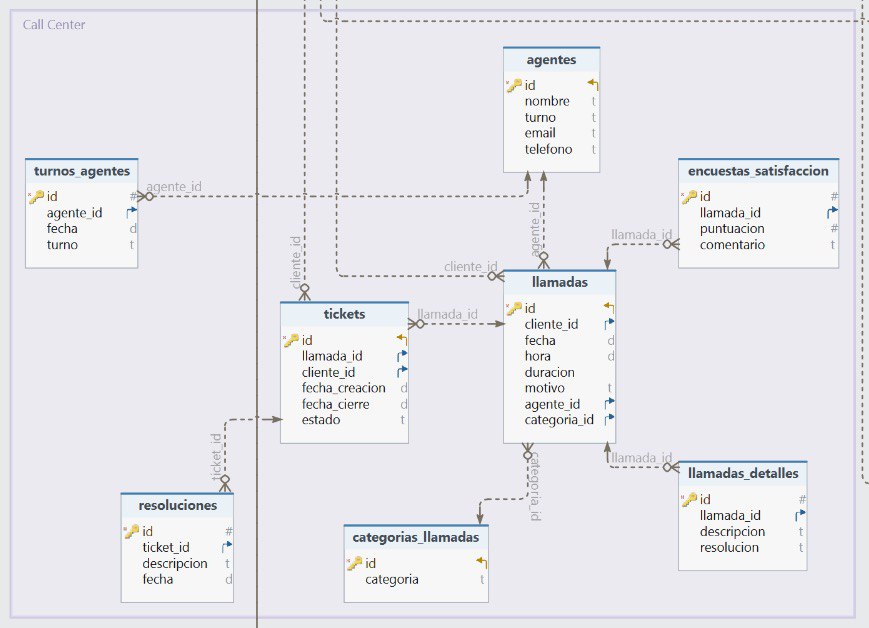 Call Center
agentes
id
nombre t
turno t
email t
telefono t
turnos_agentes
id #
agente_id
fecha d
turno t
agente_id
encuestas_satisfaccion
id #
llamada_id
puntuacion #
comentario t
agente_id
llamada_id
cliente_id
cliente_id
llamadas
id
cliente_id
fecha d
hora d
duracion
motivo t
agente_id
categoria_id
tickets
id
llamada_id
cliente_id
fecha_creacion d
fecha_cierre d
estado t
llamada_id
ticket_id
categoria_id
llamada_id
llamadas_detalles
id #
llamada_id
descripcion t
resolucion t
resoluciones
id #
ticket_id
descripcion t
fecha d
categorias_llamadas
id
categoria t